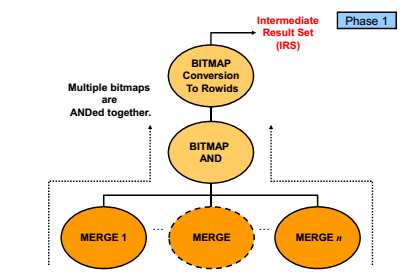 Intermediate
Result Set
(IRS)
Phase 1
BITMAP
Conversion
To Rowids
Multiple bitmaps
are
ANDed together.
BITMAP
AND
MERGE 1
...
MERGE
...
MERGE n